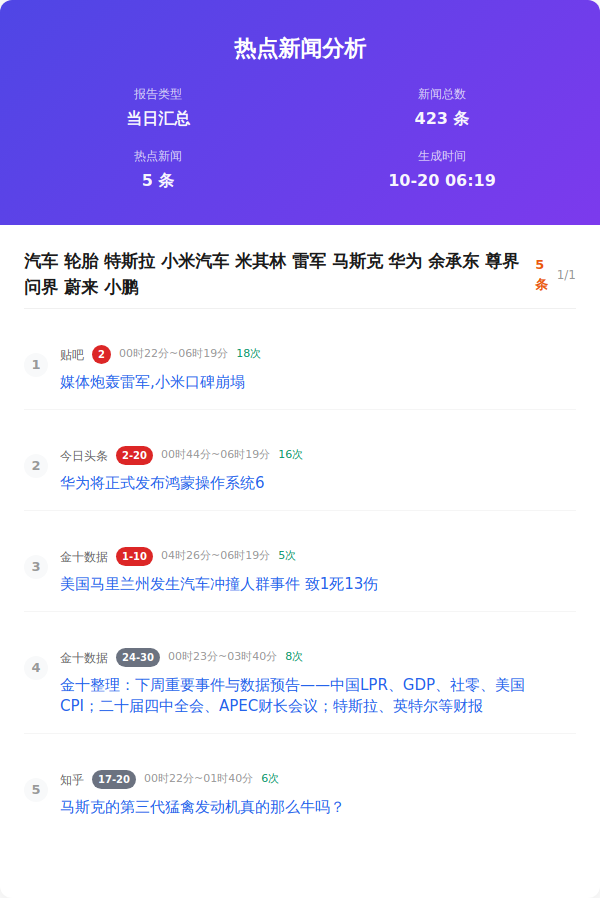 热点新闻分析
报告类型
当日汇总
新闻总数
423 条
热点新闻
5 条
生成时间
10-20 06:19
汽车 轮胎 特斯拉 小米汽车 米其林 雷军 马斯克 华为 余承东 尊界
问界 蔚来 小鹏
5
条
1/1
1
贴吧 2 00时22分~06时19分 18次
媒体炮轰雷军,小米口碑崩塌
2
今日头条 2-20 00时44分~06时19分 16次
华为将正式发布鸿蒙操作系统6
3
金十数据 1-10 04时26分~06时19分 5次
美国马里兰州发生汽车冲撞人群事件 致1死13伤
4
金十数据 24-30 00时23分~03时40分 8次
金十整理：下周重要事件与数据预告——中国LPR、GDP、社零、美国
CPI；二十届四中全会、APEC财长会议；特斯拉、英特尔等财报
5
知乎 17-20 00时22分~01时40分 6次
马斯克的第三代猛禽发动机真的那么牛吗？